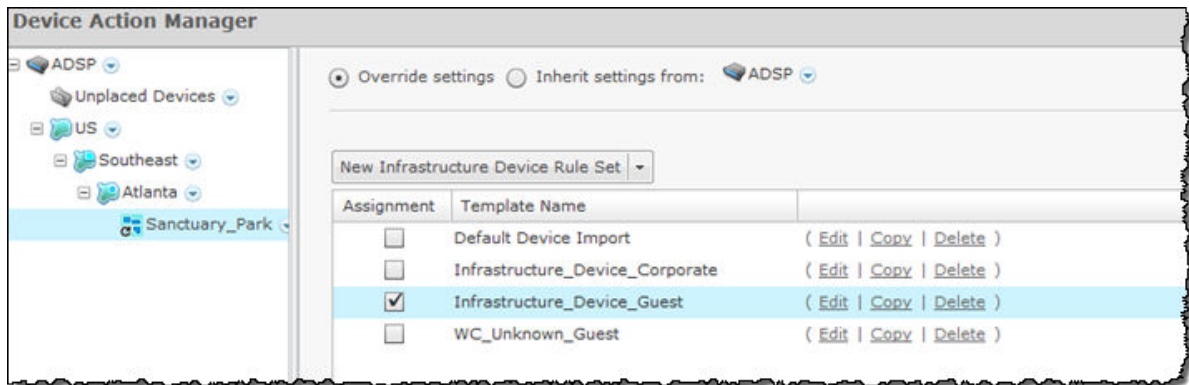 Device Action Manager
ADSP
Unplaced Devices
US
Southeast
Atlanta
Sanctuary_Park
Override settings Inherit settings from: ADSP
New Infrastructure Device Rule Set
Assignment Template Name
Default Device Import ( Edit | Copy | Delete )
Infrastructure_Device_Corporate ( Edit | Copy | Delete )
Infrastructure_Device_Guest ( Edit | Copy | Delete )
WC_Unknown_Guest ( Edit | Copy | Delete )